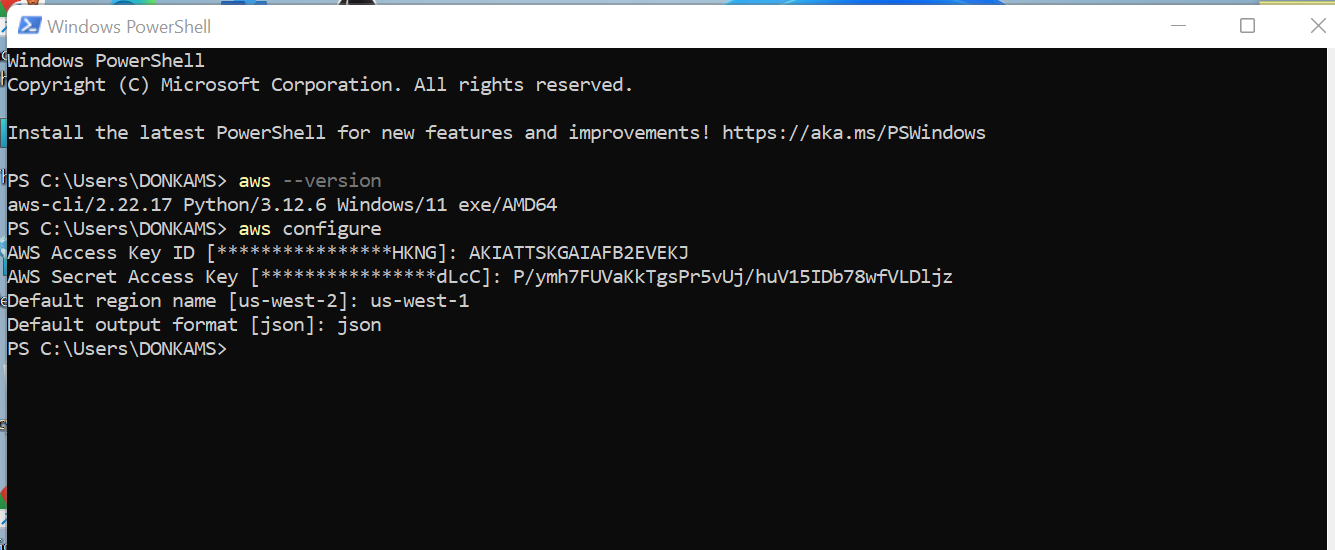 Windows PowerShell
Windows PowerShell
Copyright (C) Microsoft Corporation. All rights reserved.
Install the latest PowerShell for new features and improvements! https://aka.ms/PSWindows
PS C:\Users\DONKAMS> aws --version
aws-cli/2.22.17 Python/3.12.6 Windows/11 exe/AMD64
PS C:\Users\DONKAMS> aws configure
AWS Access Key ID [****************HKNG]: AKIATTSKGAIAFB2EVEKJ
AWS Secret Access Key [****************dLcC]: 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
Default region name [us-west-2]: us-west-1
Default output format [json]: json
PS C:\Users\DONKAMS>